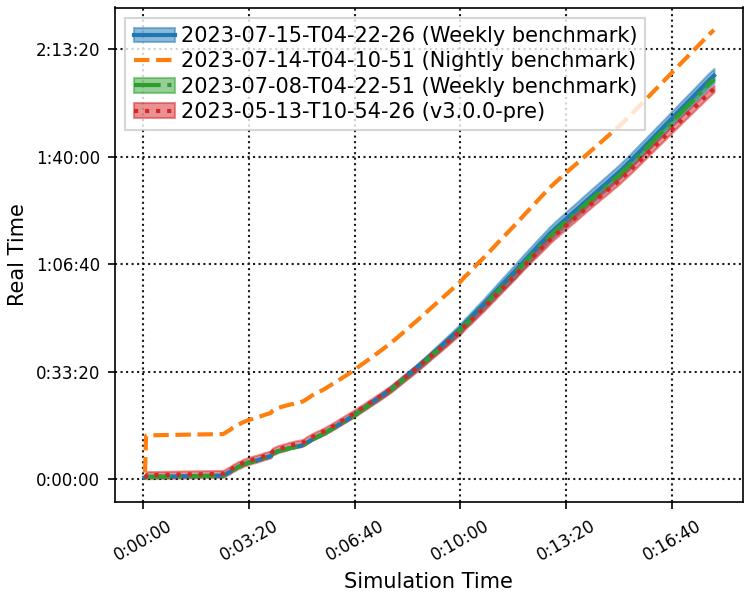 2023-07-15-T04-22-26 (Weekly benchmark)
2023-07-14-T04-10-51 (Nightly benchmark)
2023-07-08-T04-22-51 (Weekly benchmark)
2023-05-13-T10-54-26 (v3.0.0-pre)
2:13:20
1:40:00
1:06:40
0:33:20
0:00:00
Real Time
0:00:00
0:03:20
0:06:40
0:10:00
0:13:20
0:16:40
Simulation Time